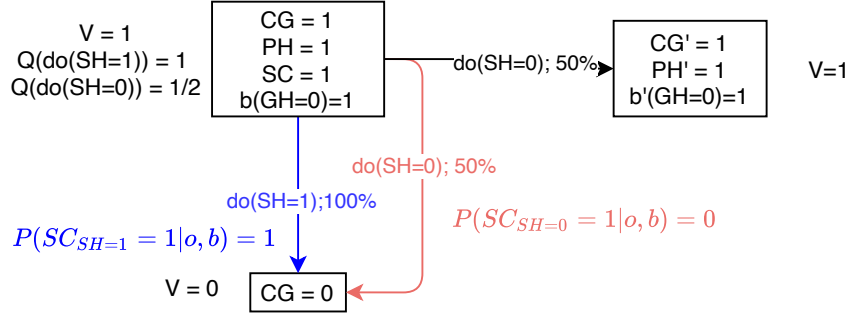 V = 1
Q(do(SH=1)) = 1
Q(do(SH=0)) = 1/2
CG = 1
PH = 1
SC = 1
b(GH=0)=1
do(SH=0); 50%
CG' = 1
PH' = 1
b'(GH=0)=1
V=1
do(SH=0); 50%
do(SH=1);100%
P(SC_{SH=1} = 1|o, b) = 1
P(SC_{SH=0} = 1|o, b) = 0
V = 0
CG = 0